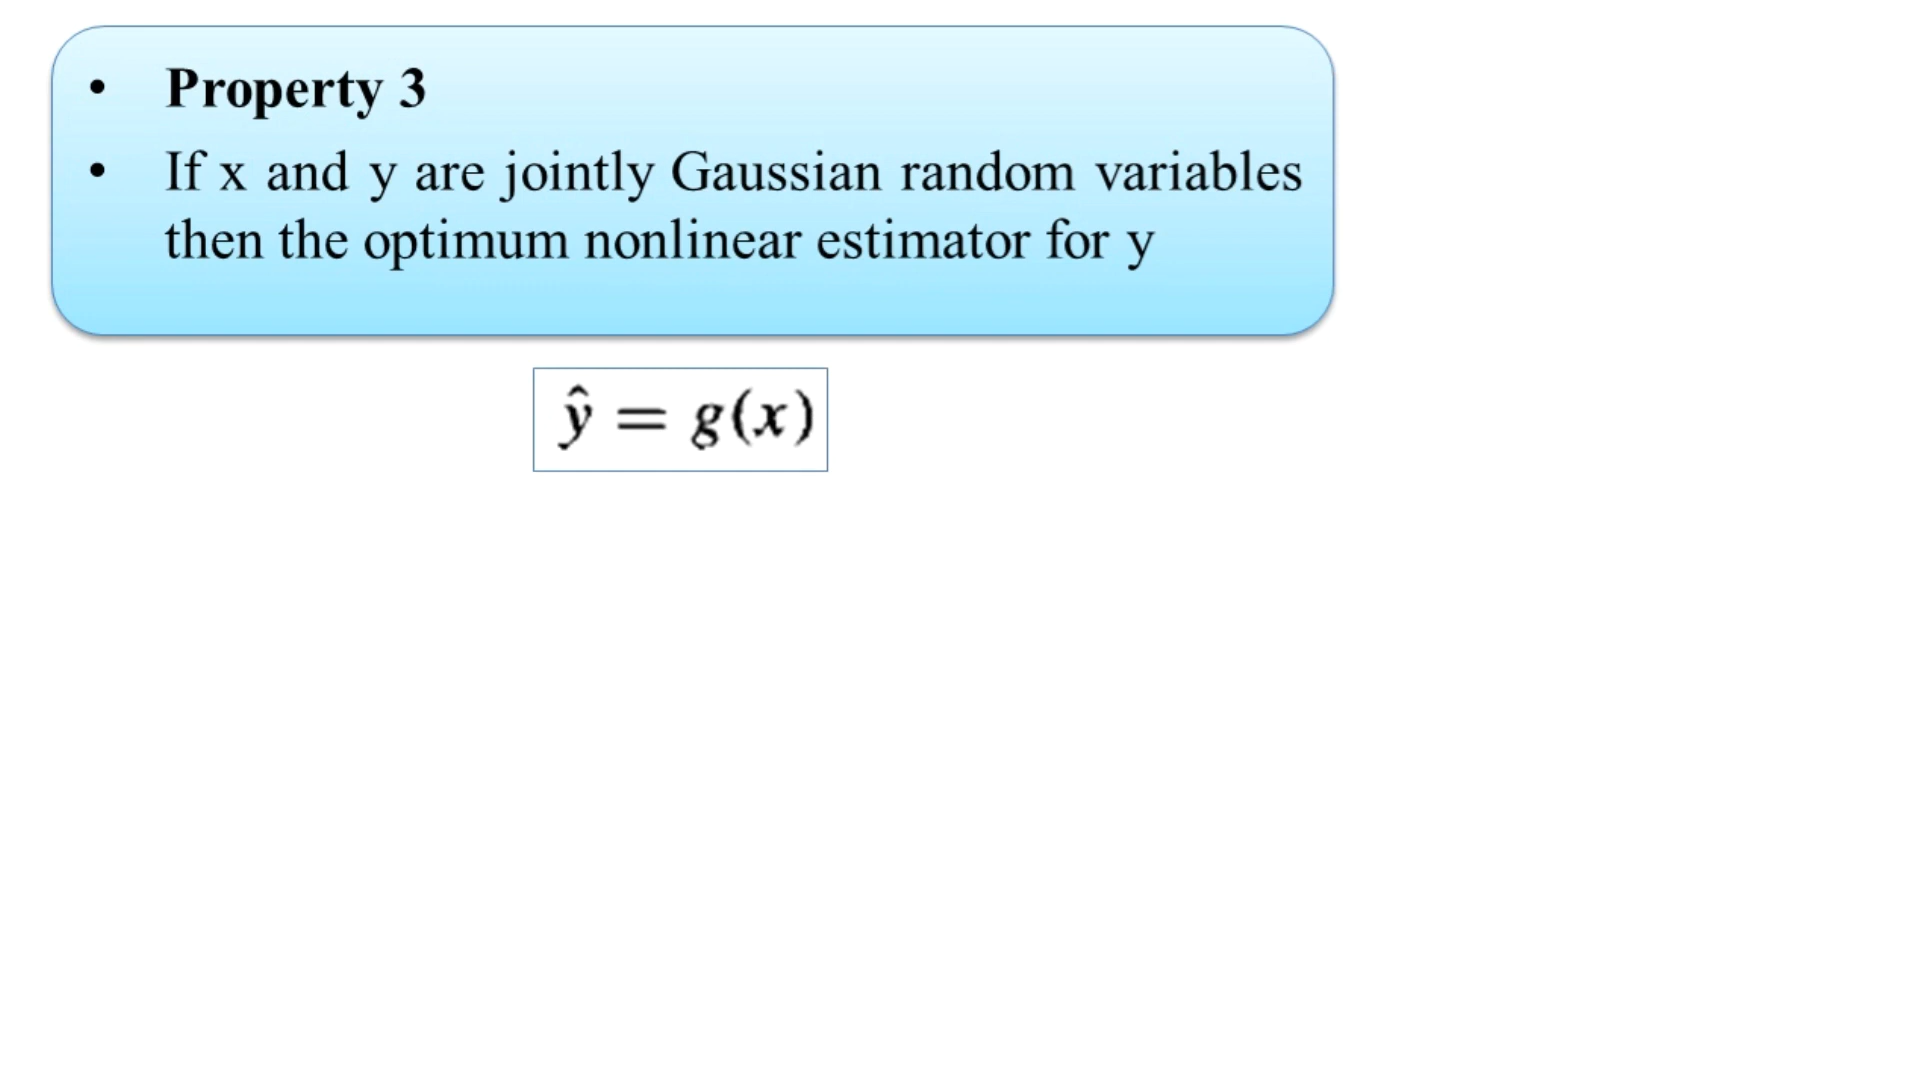 • Property 3
• If x and y are jointly Gaussian random variables
then the optimum nonlinear estimator for y
ŷ = g(x)